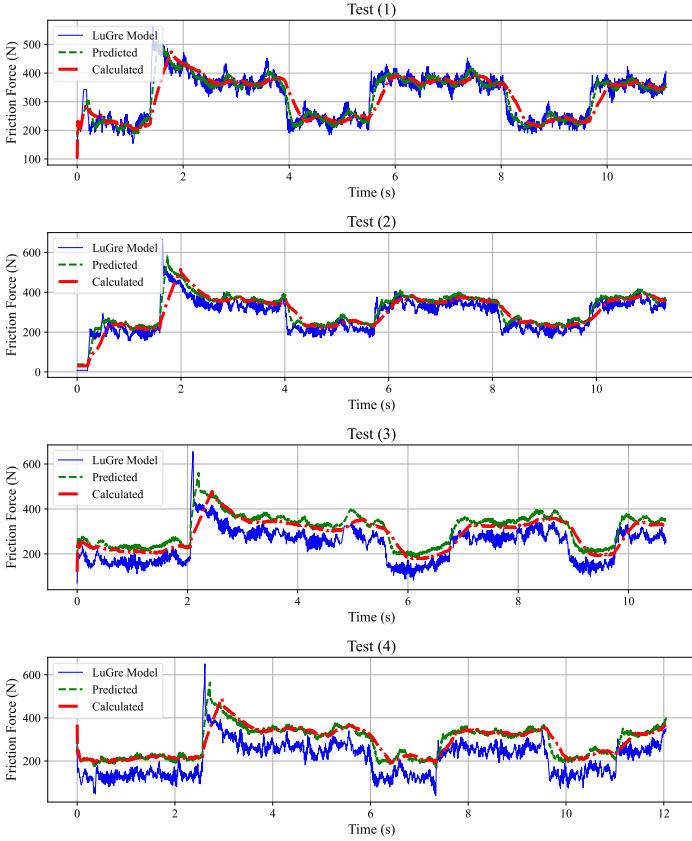 Test (1)
Friction Force (N)
500
400
300
200
100
LuGre Model
Predicted
Calculated
0
2
4
6
8
10
Time (s)
Test (2)
Friction Force (N)
600
400
200
0
LuGre Model
Predicted
Calculated
0
2
4
6
8
10
Time (s)
Test (3)
Friction Force (N)
600
400
200
LuGre Model
Predicted
Calculated
0
2
4
6
8
10
Time (s)
Test (4)
Friction Force (N)
600
400
200
LuGre Model
Predicted
Calculated
0
2
4
6
8
10
12
Time (s)